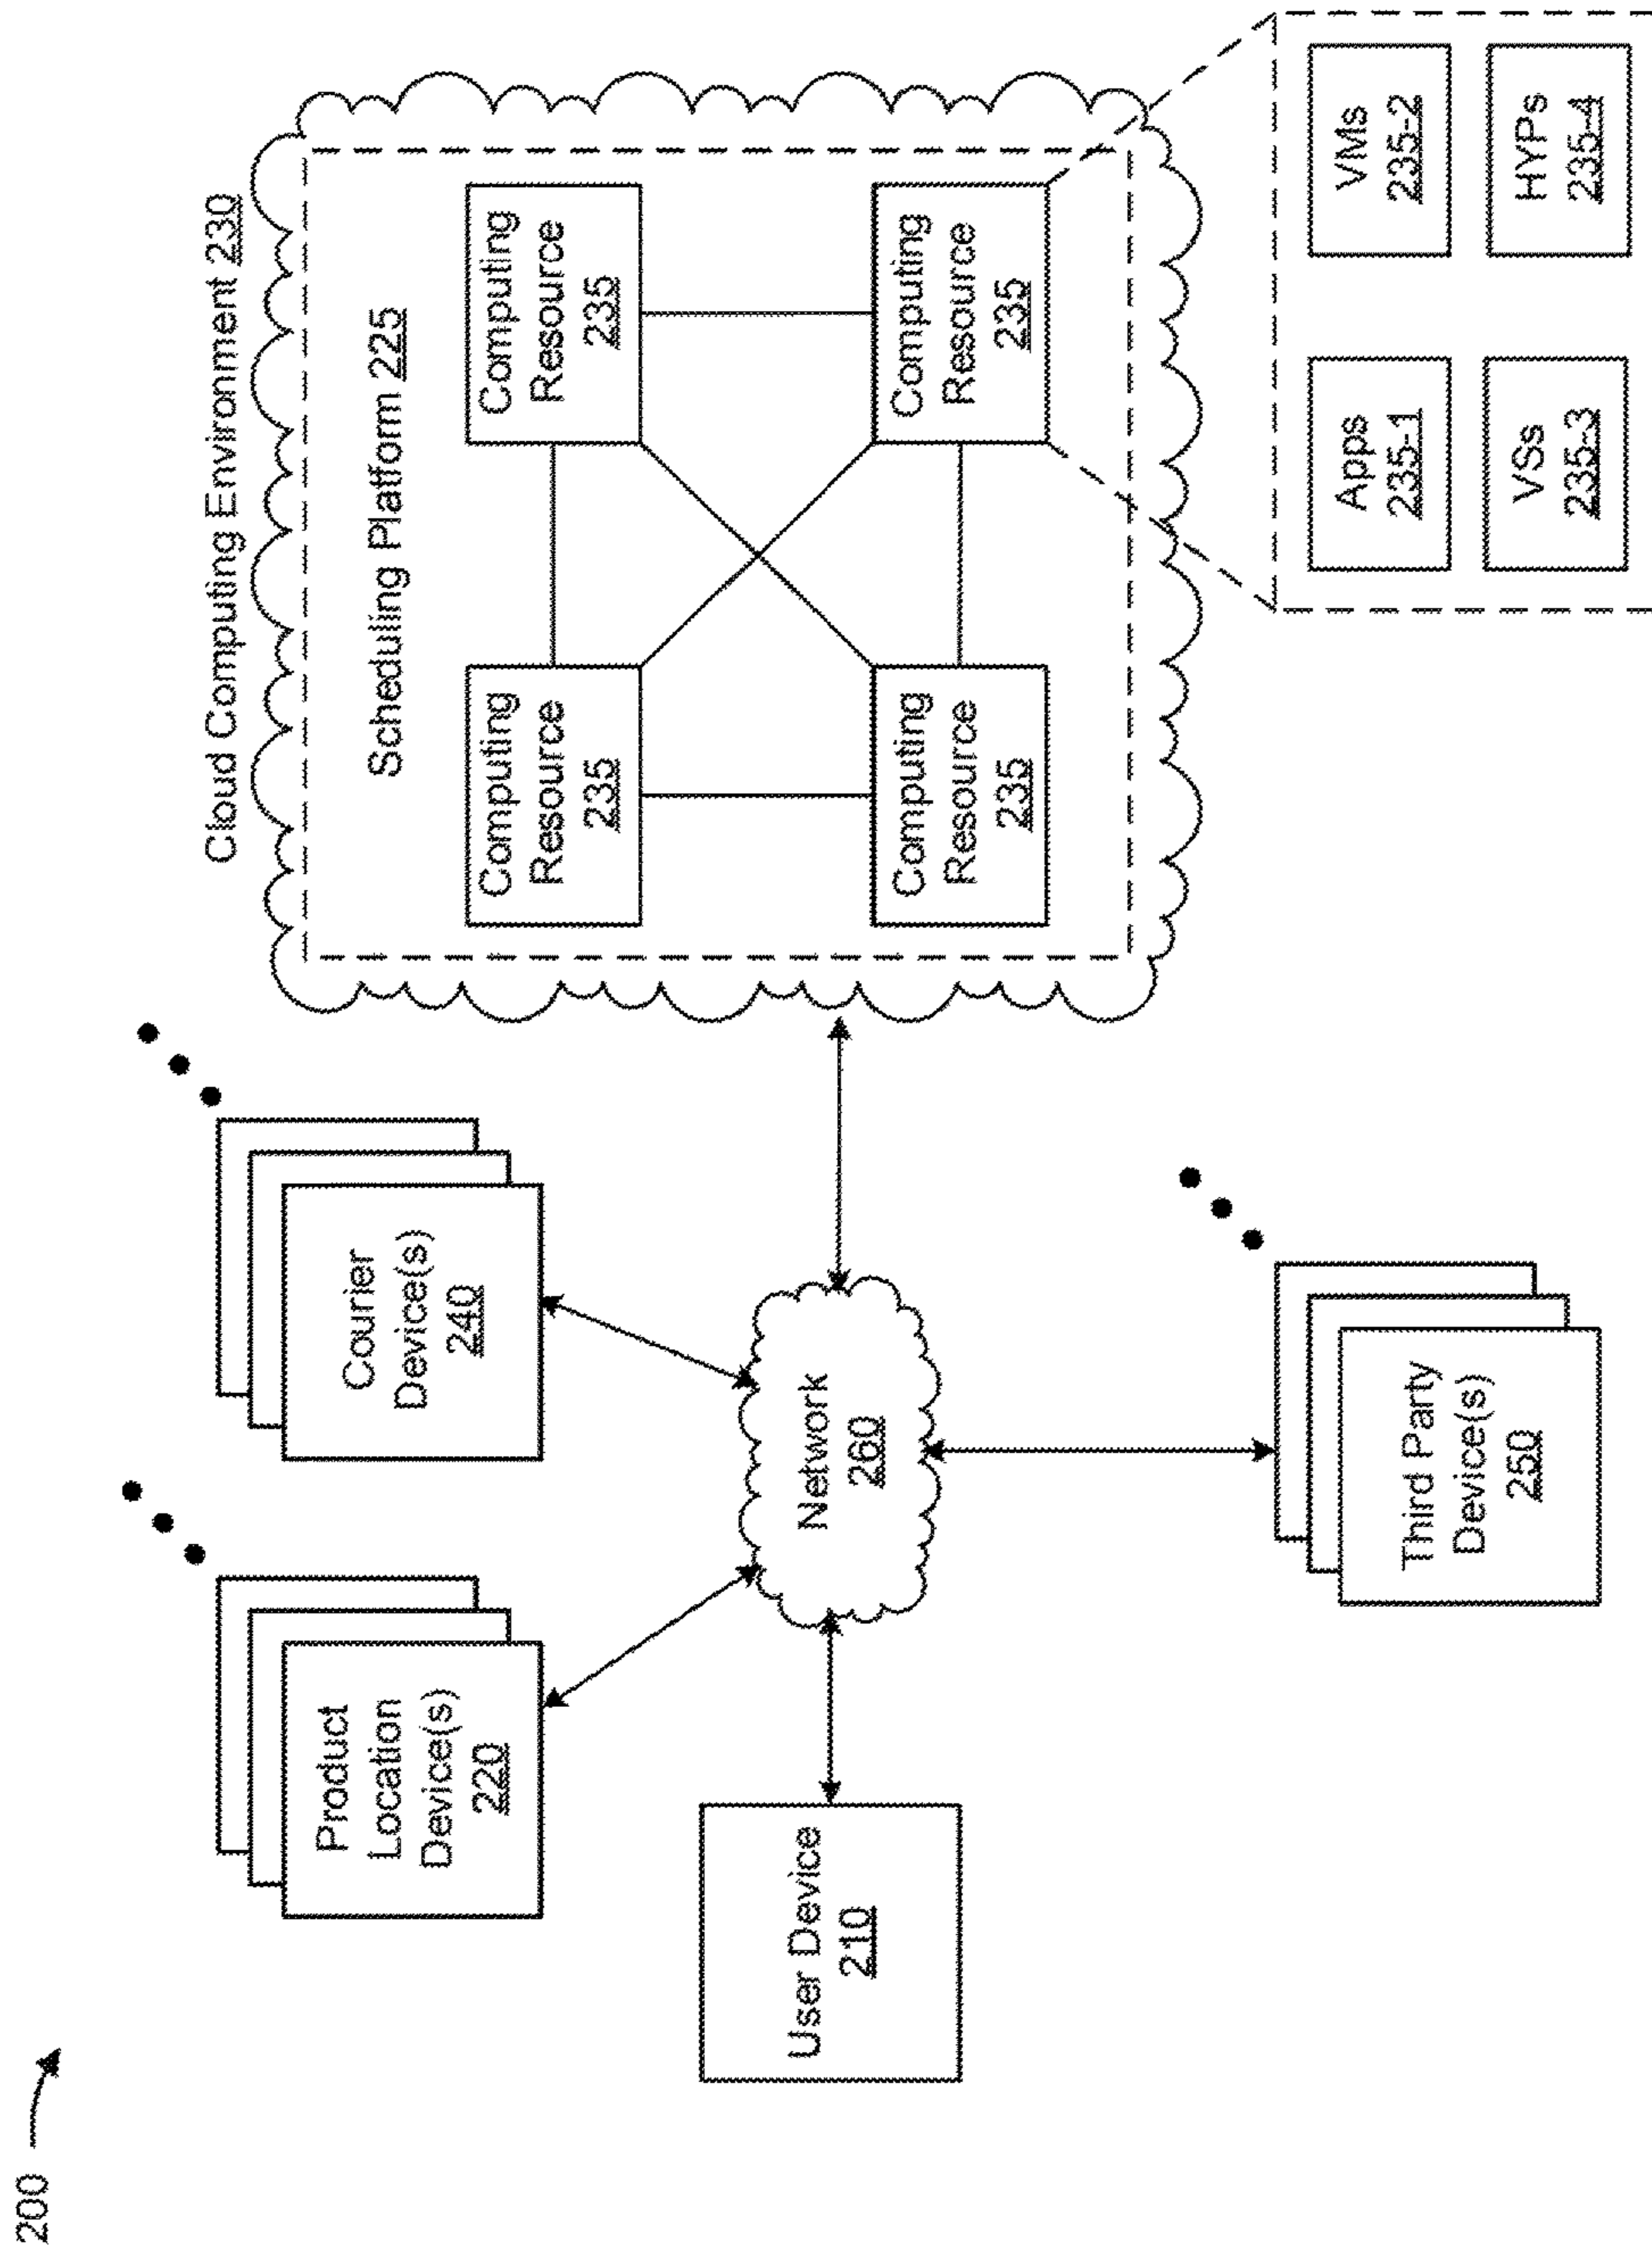 200
Cloud Computing Environment 230
Scheduling Platform 225
Product
Location
Device(s)
220
Courier
Device(s)
240
Computing
Resource
235
Computing
Resource
235
User Device
210
Network
260
Computing
Resource
235
Computing
Resource
235
Third Party
Device(s)
250
Apps
235-1
VMs
235-2
VSs
235-3
HYPs
235-4